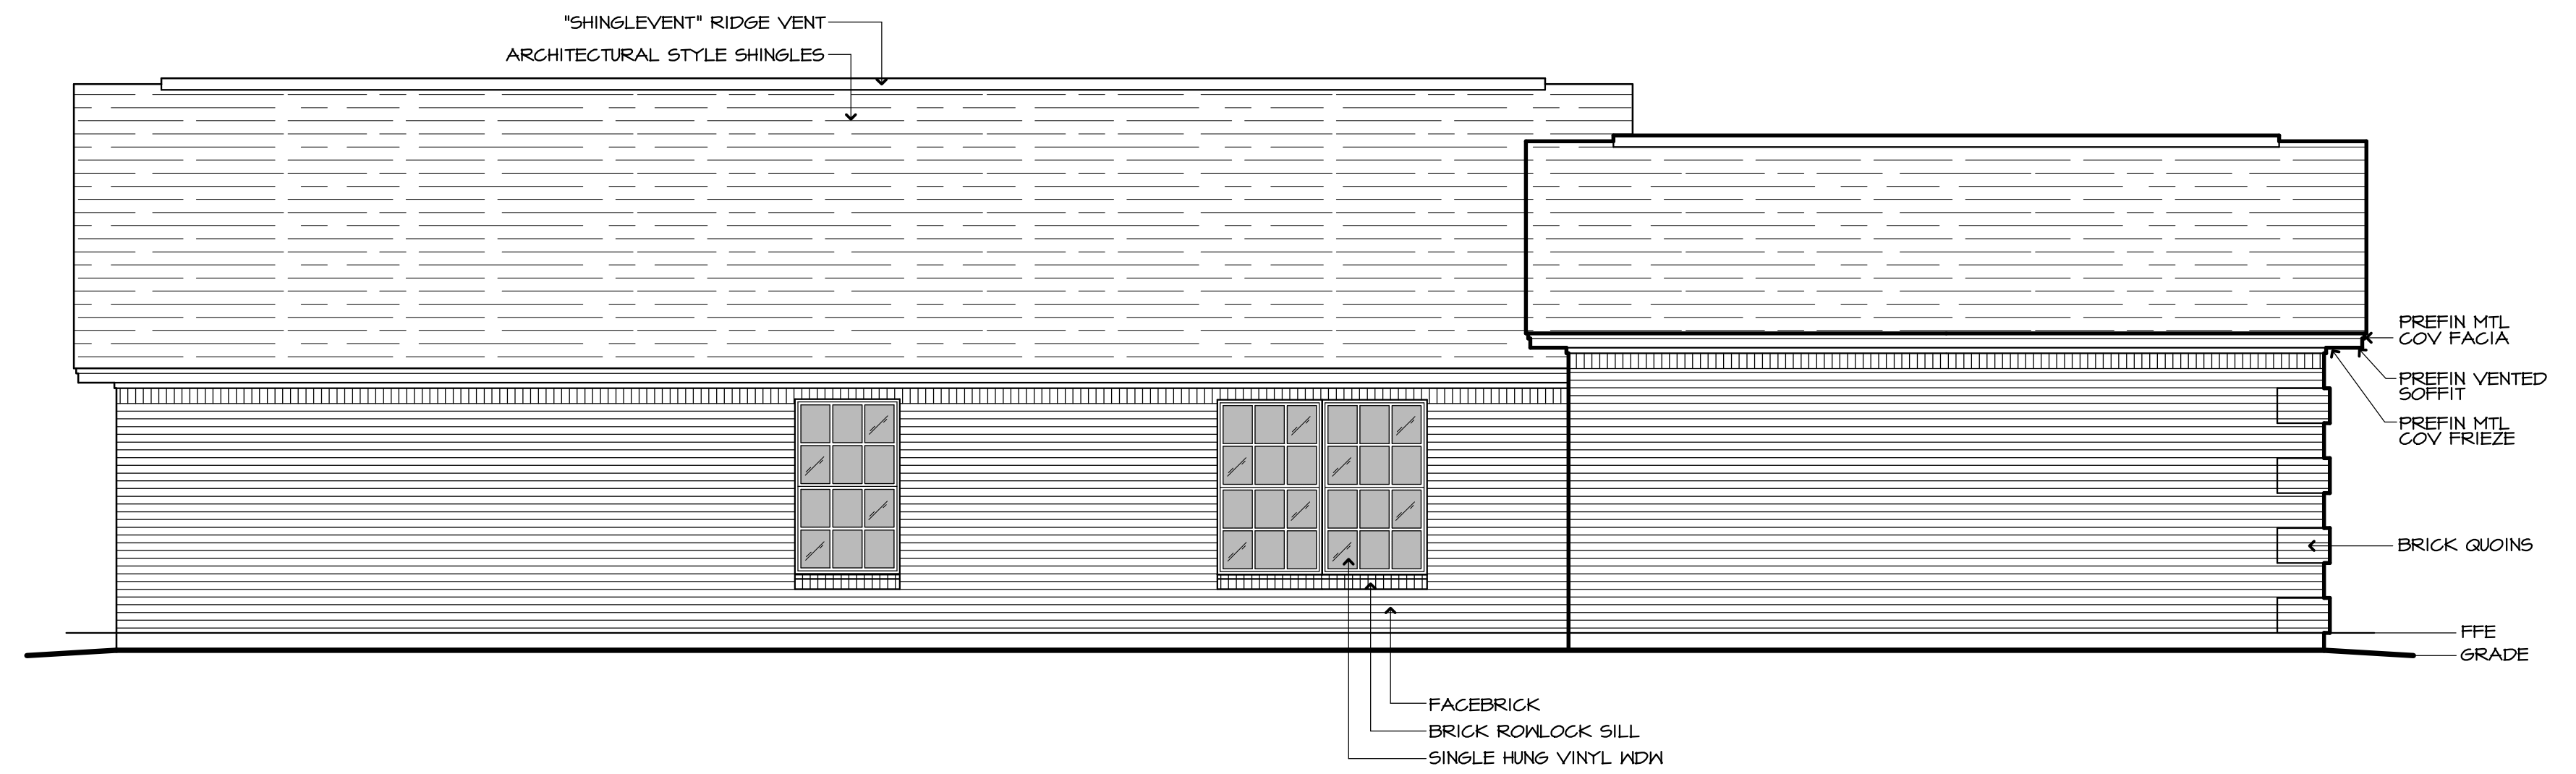 "SHINGLEVENT" RIDGE VENT
ARCHITECTURAL STYLE SHINGLES
PREFIN MTL
COV FACIA
PREFIN VENTED
SOFFIT
PREFIN MTL
COV FRIEZE
BRICK QUOINS
FFE
GRADE
FACEBRICK
BRICK ROWLOCK SILL
SINGLE HUNG VINYL WDW